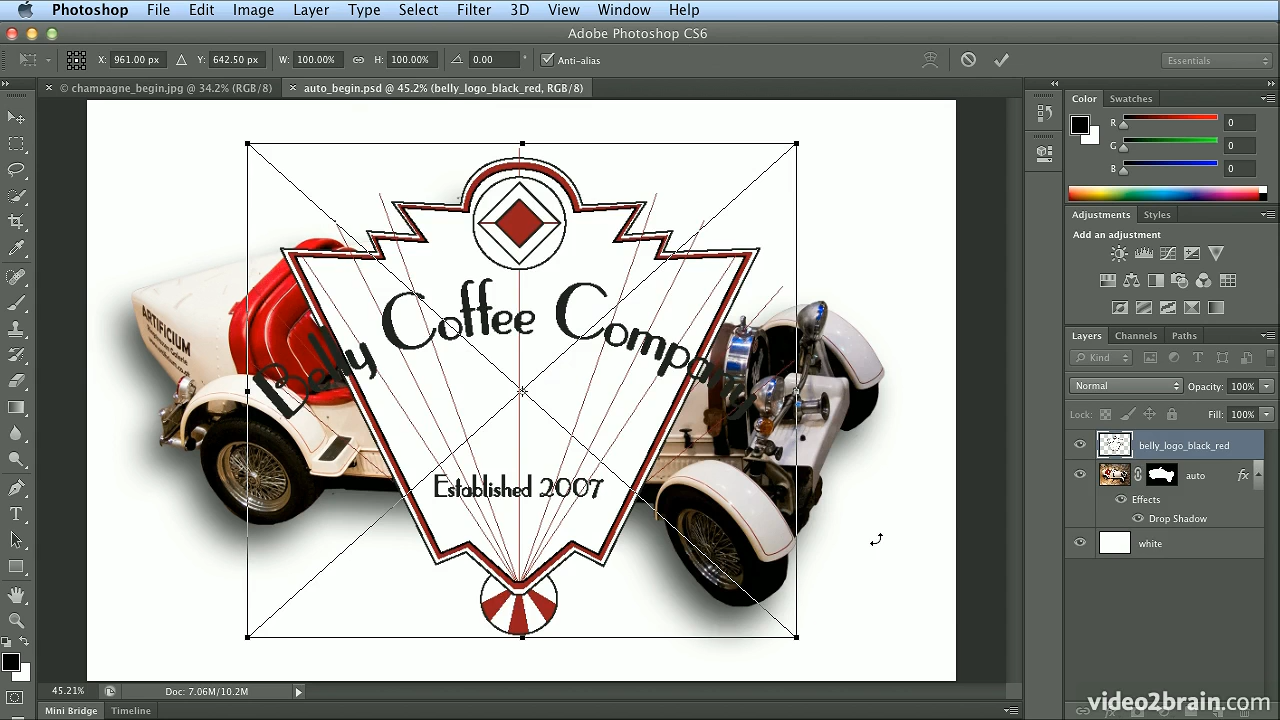 Photoshop File Edit Image Layer Type Select Filter 3D View Window Help
Adobe Photoshop CS6
X: 961.00 px Y: 642.50 px W: 100.00% H: 100.00% 0.00 ° Anti-alias Essentials
× © champagne_begin.jpg @ 34.2% (RGB/8) × auto_begin.psd @ 45.2% (belly_logo_black_red, RGB/8)
Color Swatches
R 0
G 0
B 0
Adjustments Styles
Add an adjustment
Layers Channels Paths
Kind
Normal Opacity: 100%
Lock: Fill: 100%
belly_logo_black_red
auto fx
Effects
Drop Shadow
white
ARTIFICIUM
Belly Coffee Company
Established 2007
45.21% Doc: 7.06M/10.2M
Mini Bridge Timeline
video2brain.com